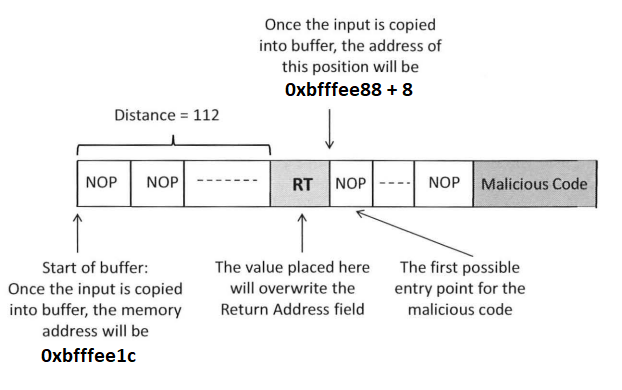 Once the input is copied
into buffer, the address of
this position will be
0xbfffee88 + 8
Distance = 112
NOP NOP -------- RT NOP ---- NOP Malicious Code
Start of buffer:
Once the input is copied
into buffer, the memory
address will be
0xbfffee1c
The value placed here
will overwrite the
Return Address field
The first possible
entry point for the
malicious code